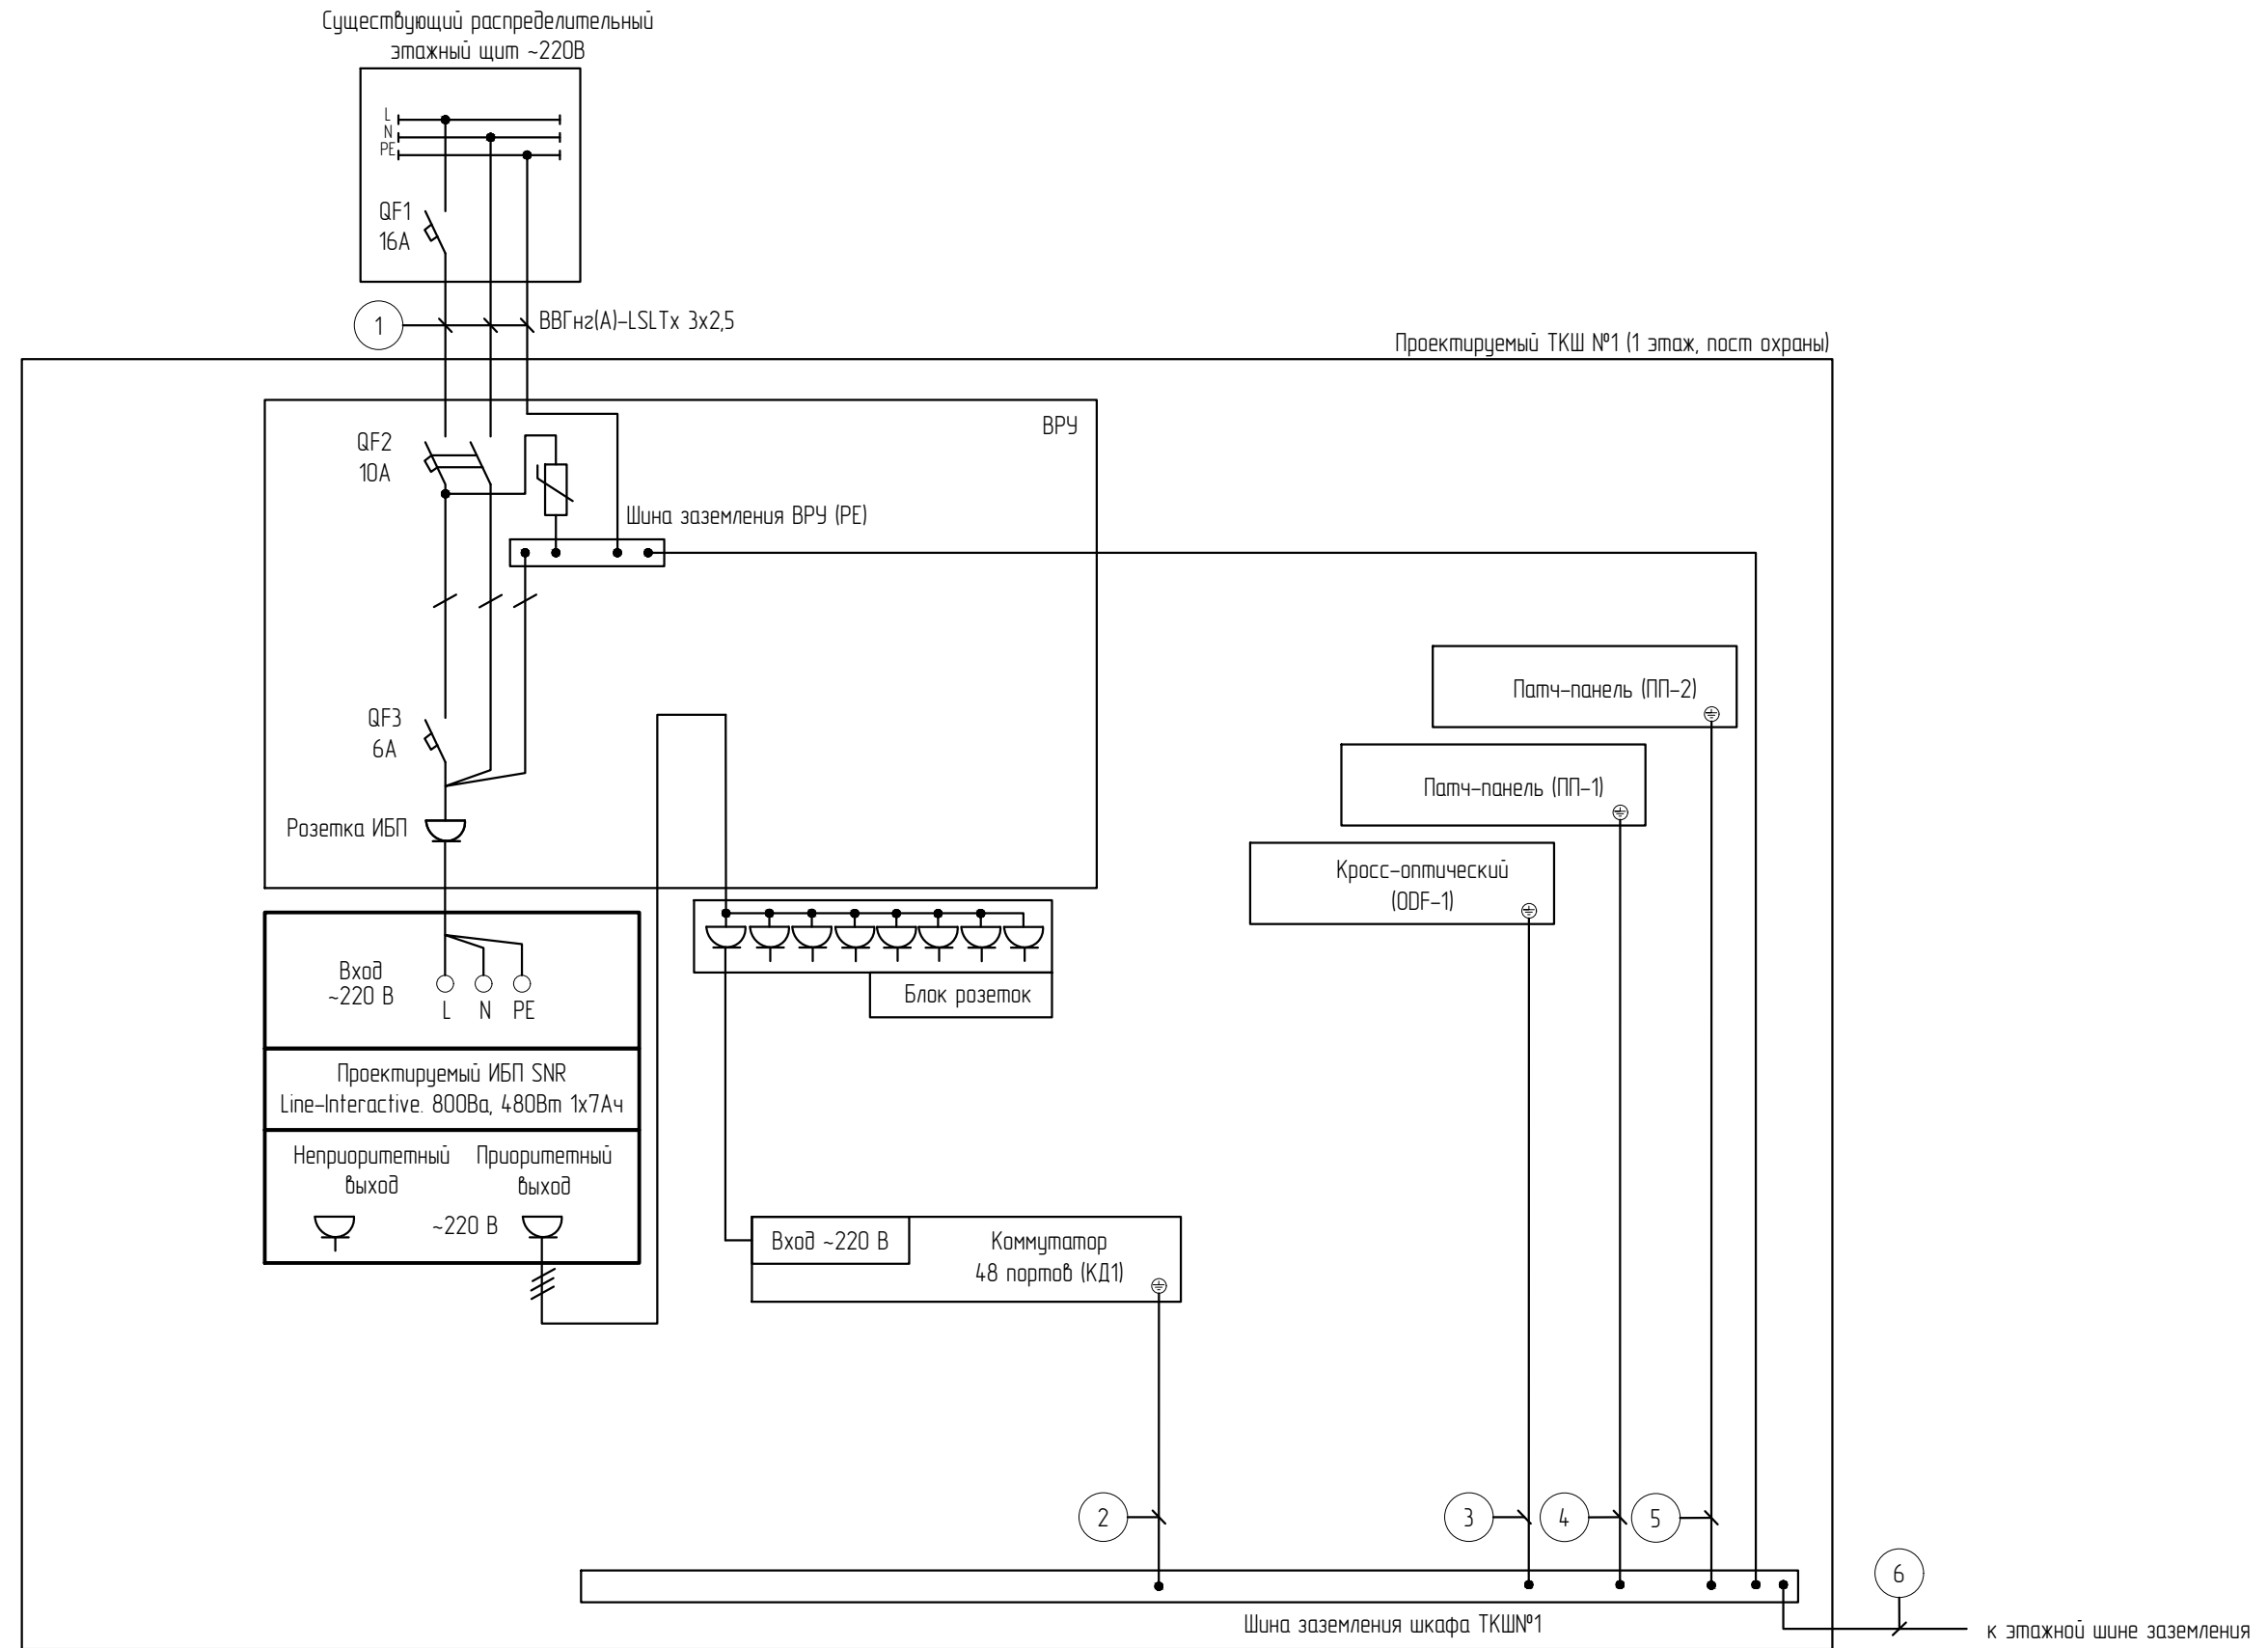 Существующий распределительный
этажный щит ~220В
L
N
PE
QF1
16А
1
ВВГнг(А)-LSLTx 3х2,5
Проектируемый ТКШ №1 (1 этаж, пост охраны)
ВРУ
QF2
10А
Шина заземления ВРУ (PE)
Патч-панель (ПП-2)
QF3
6А
Патч-панель (ПП-1)
Розетка ИБП
Кросс-оптический
(ODF-1)
Вход
~220 В
L N PE
Блок розеток
Проектируемый ИБП SNR
Line-Interactive. 800Ва, 480Вт 1х7Ач
Неприоритетный
выход
Приоритетный
выход
~220 В
Вход ~220 В
Коммутатор
48 портов (КД1)
2
3
4
5
6
Шина заземления шкафа ТКШ№1
к этажной шине заземления